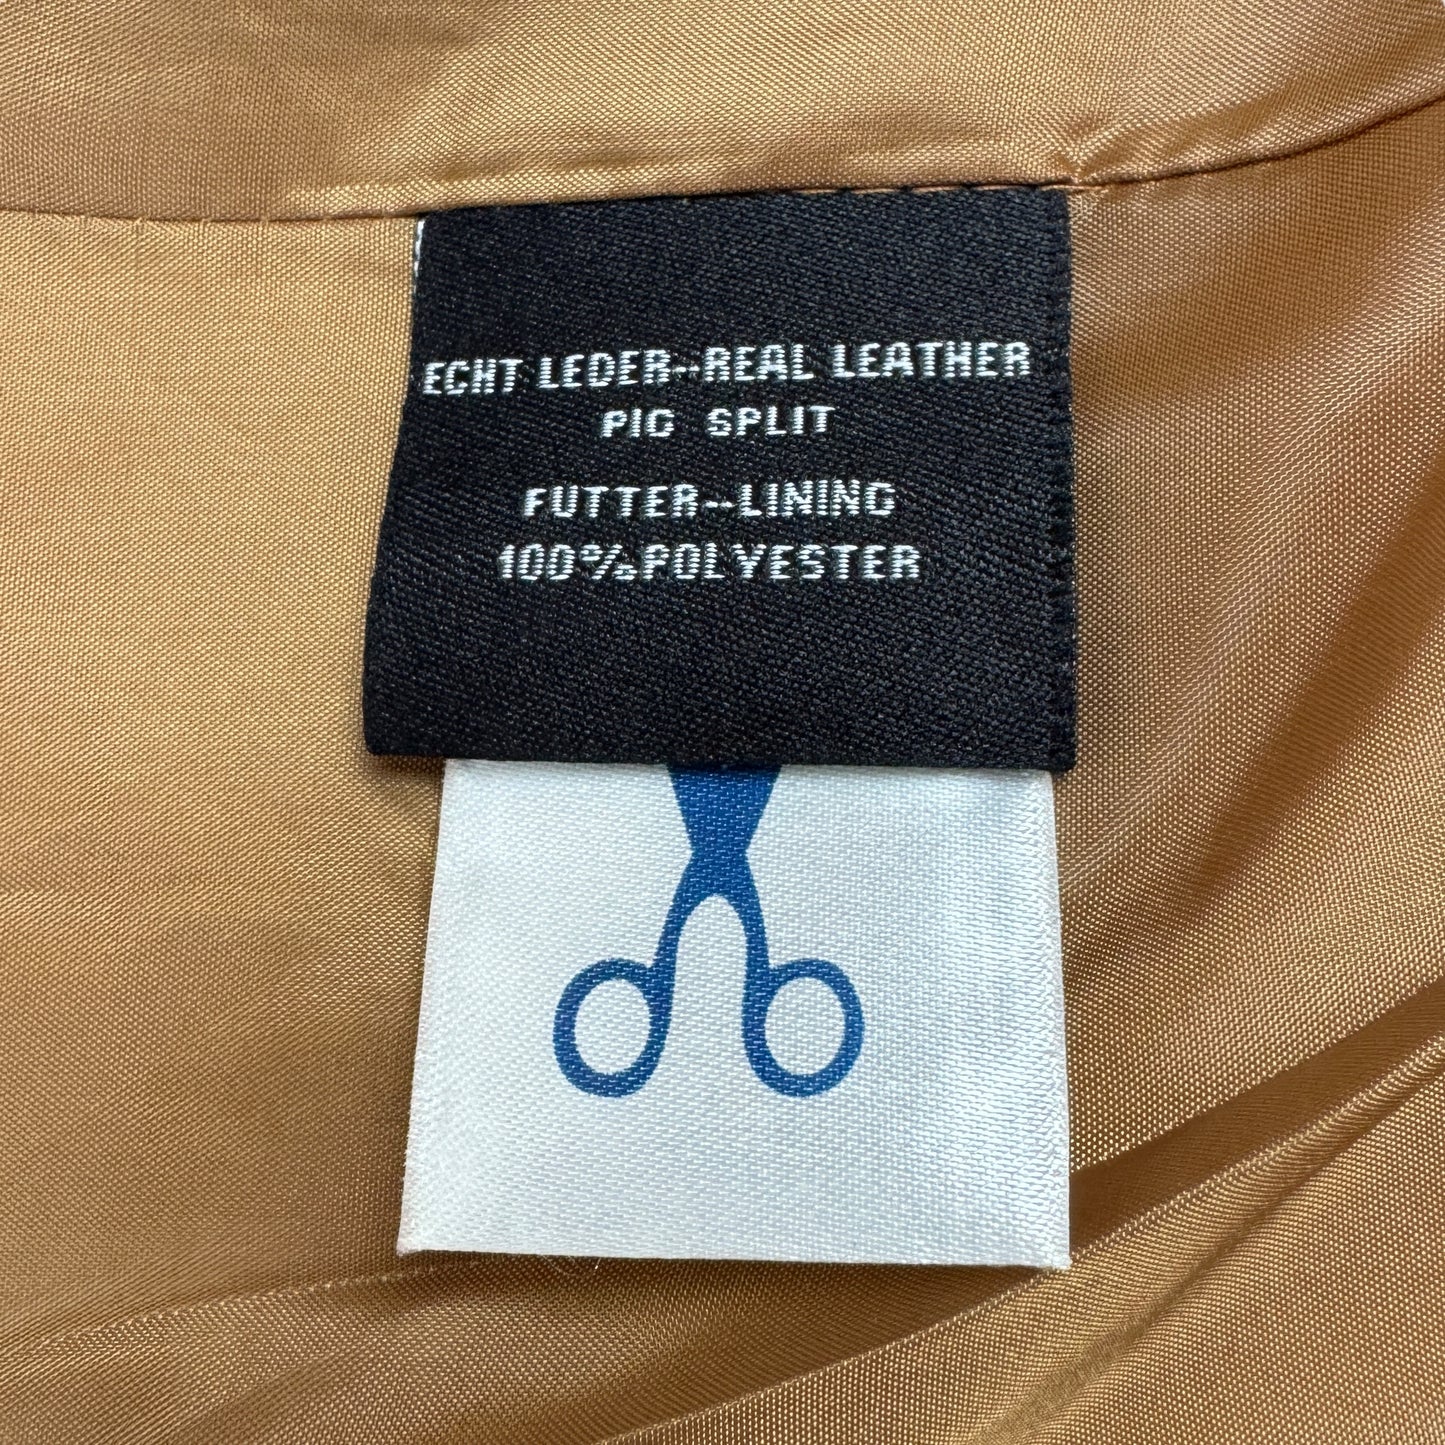 ECHT LEDER--REAL LEATHER
PIG SPLIT
FUTTER--LINING
100%POLYESTER